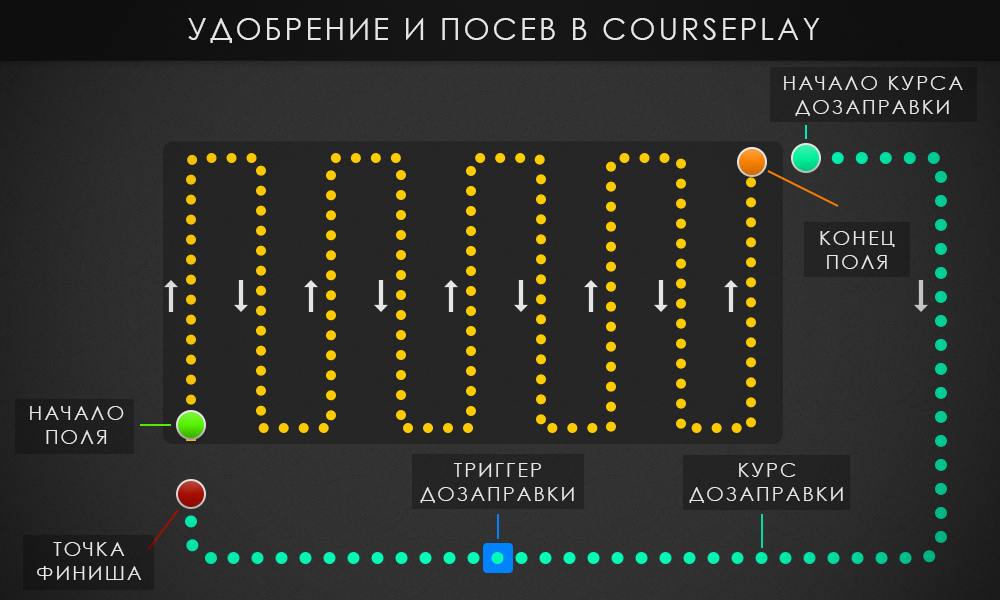 УДОБРЕНИЕ И ПОСЕВ В COURSEPLAY
НАЧАЛО КУРСА
ДОЗАПРАВКИ
КОНЕЦ
ПОЛЯ
НАЧАЛО
ПОЛЯ
ТРИГГЕР
ДОЗАПРАВКИ
КУРС
ДОЗАПРАВКИ
ТОЧКА
ФИНИША